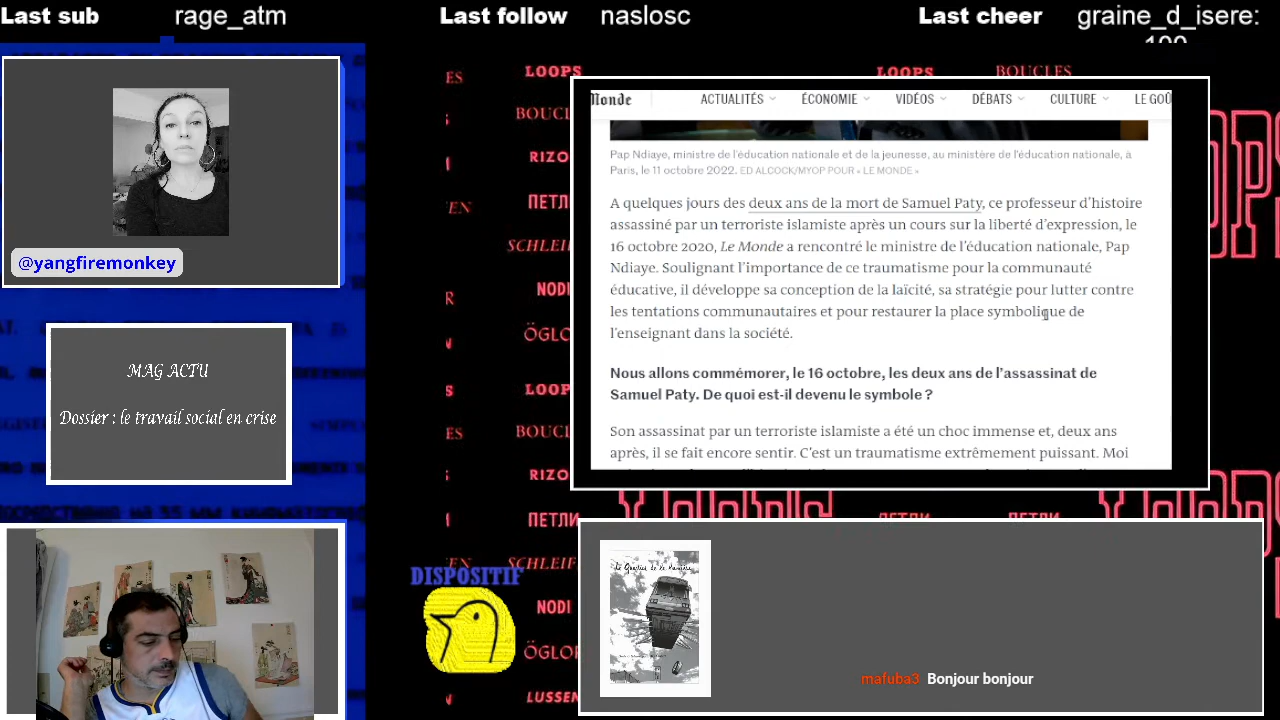 Last sub
rage_atm
Last follow
naslosc
Last cheer
graine_d_isere:
@yangfiremonkey
MAG ACTU
Dossier : le travail social en crise
LOOPS
LOOPS
BOUCLES
BOUCL
RIZO
ПЕТЛ
SCHLEIF
NOD
ÖGLO
LOOP
BOUCL
RIZO
ПЕТЛИ
ПЕТЛИ
ПЕТЛИ
SCHLEIF
NODI
ÖGLO
LUSSEN
DISPOSITIF
Monde
ACTUALITÉS
ÉCONOMIE
VIDÉOS
DÉBATS
CULTURE
LE GOÛ
Pap Ndiaye, ministre de l'éducation nationale et de la jeunesse, au ministère de l'éducation nationale, à
Paris, le 11 octobre 2022. ED ALCOCK/MYOP POUR « LE MONDE »
A quelques jours des deux ans de la mort de Samuel Paty, ce professeur d'histoire
assassiné par un terroriste islamiste après un cours sur la liberté d'expression, le
16 octobre 2020, Le Monde a rencontré le ministre de l'éducation nationale, Pap
Ndiaye. Soulignant l'importance de ce traumatisme pour la communauté
éducative, il développe sa conception de la laïcité, sa stratégie pour lutter contre
les tentations communautaires et pour restaurer la place symbolique de
l'enseignant dans la société.
Nous allons commémorer, le 16 octobre, les deux ans de l'assassinat de
Samuel Paty. De quoi est-il devenu le symbole ?
Son assassinat par un terroriste islamiste a été un choc immense et, deux ans
après, il se fait encore sentir. C'est un traumatisme extrêmement puissant. Moi
mafuba3 Bonjour bonjour